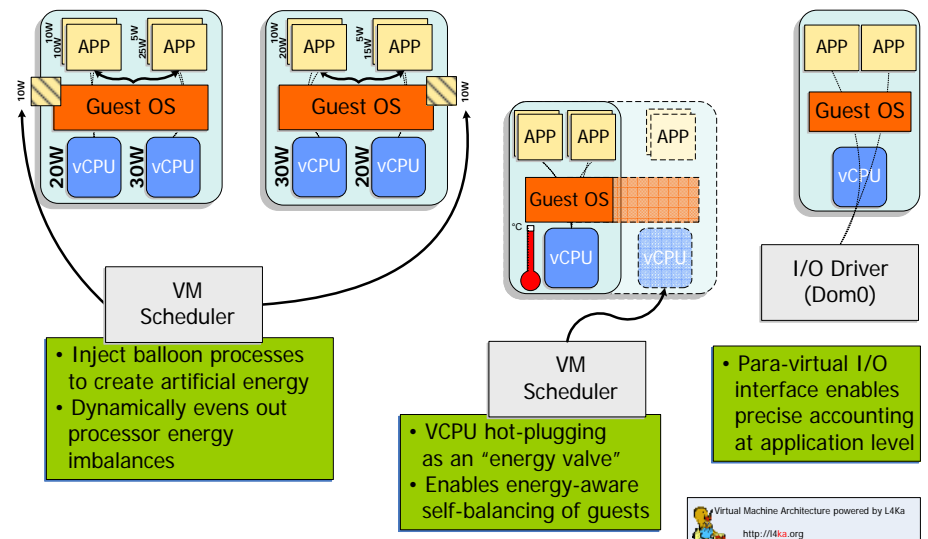 10W
10W
APP
5W
25W
APP
10W
Guest OS
20W
vCPU
30W
vCPU
10W
20W
APP
5W
15W
APP
10W
Guest OS
30W
vCPU
20W
vCPU
VM
Scheduler
• Inject balloon processes
to create artificial energy
• Dynamically evens out
processor energy
imbalances
APP
APP
APP
Guest OS
°C
vCPU
vCPU
VM
Scheduler
• VCPU hot-plugging
as an “energy valve”
• Enables energy-aware
self-balancing of guests
APP
APP
Guest OS
vCPU
I/O Driver
(Dom0)
• Para-virtual I/O
interface enables
precise accounting
at application level
Virtual Machine Architecture powered by L4Ka
http://l4ka.org